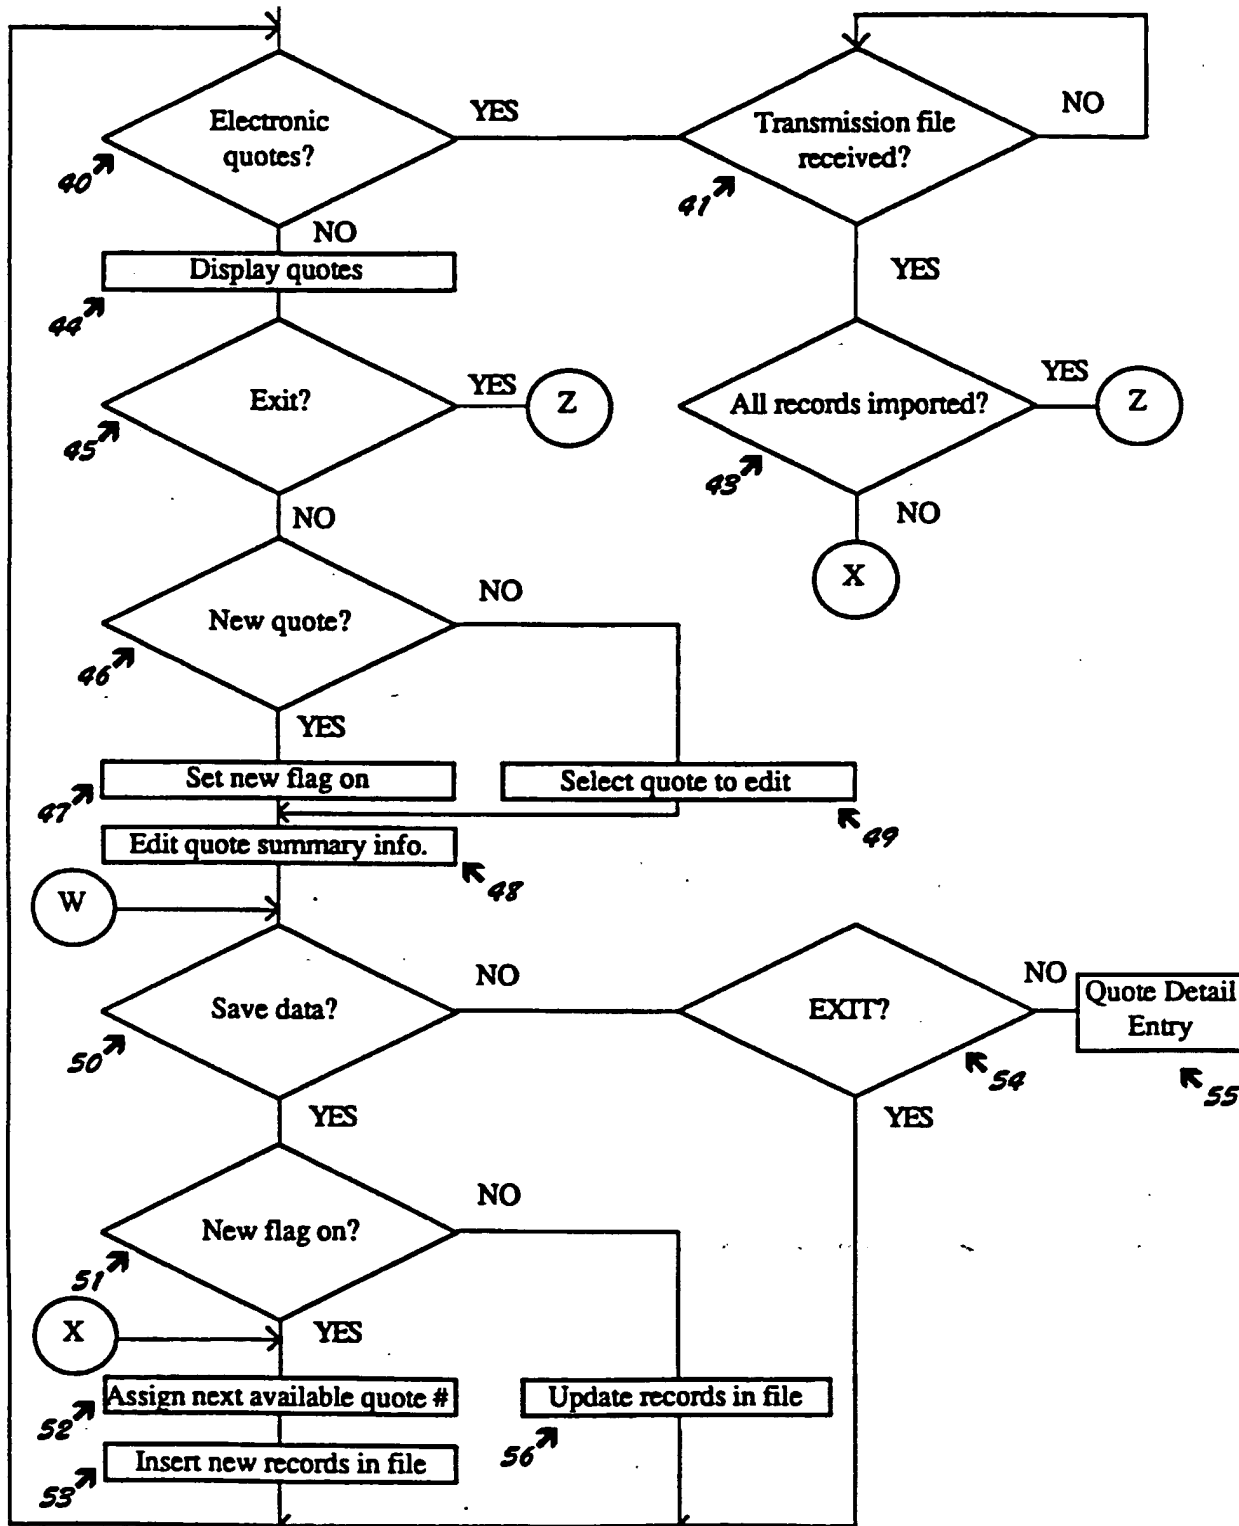 Electronic
quotes?
YES
Transmission file
received?
NO
40
41
NO
Display quotes
YES
44
Exit?
YES
Z
All records imported?
YES
Z
45
43
NO
NO
X
New quote?
NO
46
YES
Set new flag on
Select quote to edit
47
49
Edit quote summary info.
48
W
Save data?
NO
EXIT?
NO
Quote Detail
Entry
50
54
55
YES
YES
New flag on?
NO
51
X
YES
Assign next available quote #
Update records in file
52
56
Insert new records in file
53